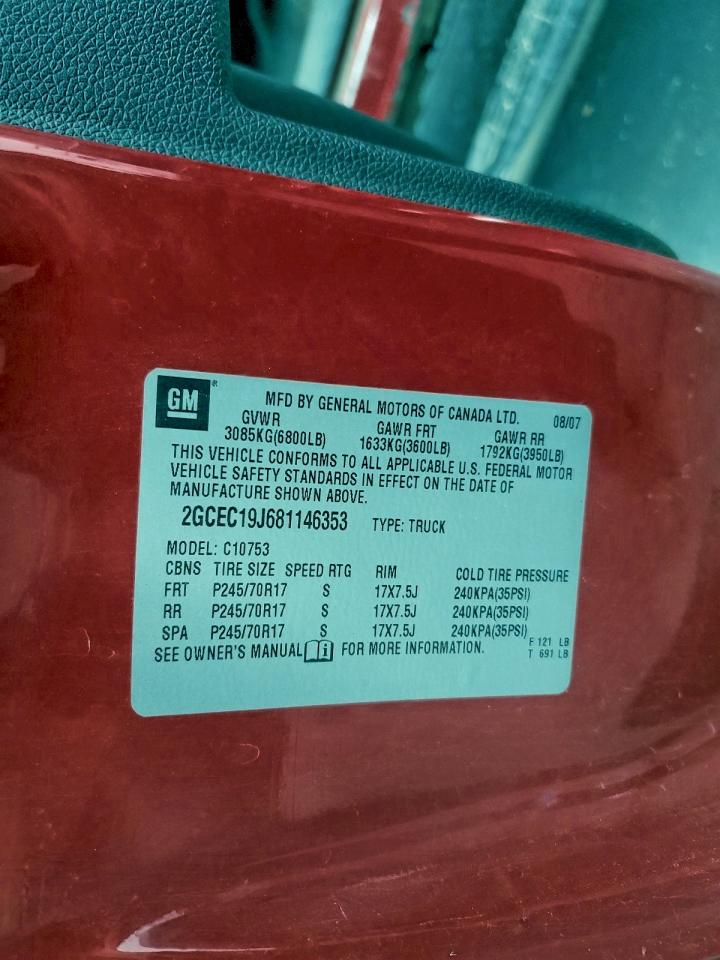 GM®
MFD BY GENERAL MOTORS OF CANADA LTD. 08/07
GVWR GAWR FRT GAWR RR
3085KG(6800LB) 1633KG(3600LB) 1792KG(3950LB)
THIS VEHICLE CONFORMS TO ALL APPLICABLE U.S. FEDERAL MOTOR
VEHICLE SAFETY STANDARDS IN EFFECT ON THE DATE OF
MANUFACTURE SHOWN ABOVE.
2GCEC19J681146353 TYPE: TRUCK
MODEL: C10753
CBNS TIRE SIZE SPEED RTG RIM COLD TIRE PRESSURE
FRT P245/70R17 S 17X7.5J 240KPA(35PSI)
RR P245/70R17 S 17X7.5J 240KPA(35PSI)
SPA P245/70R17 S 17X7.5J 240KPA(35PSI)
SEE OWNER'S MANUAL i FOR MORE INFORMATION.
F 121 LB
T 691 LB